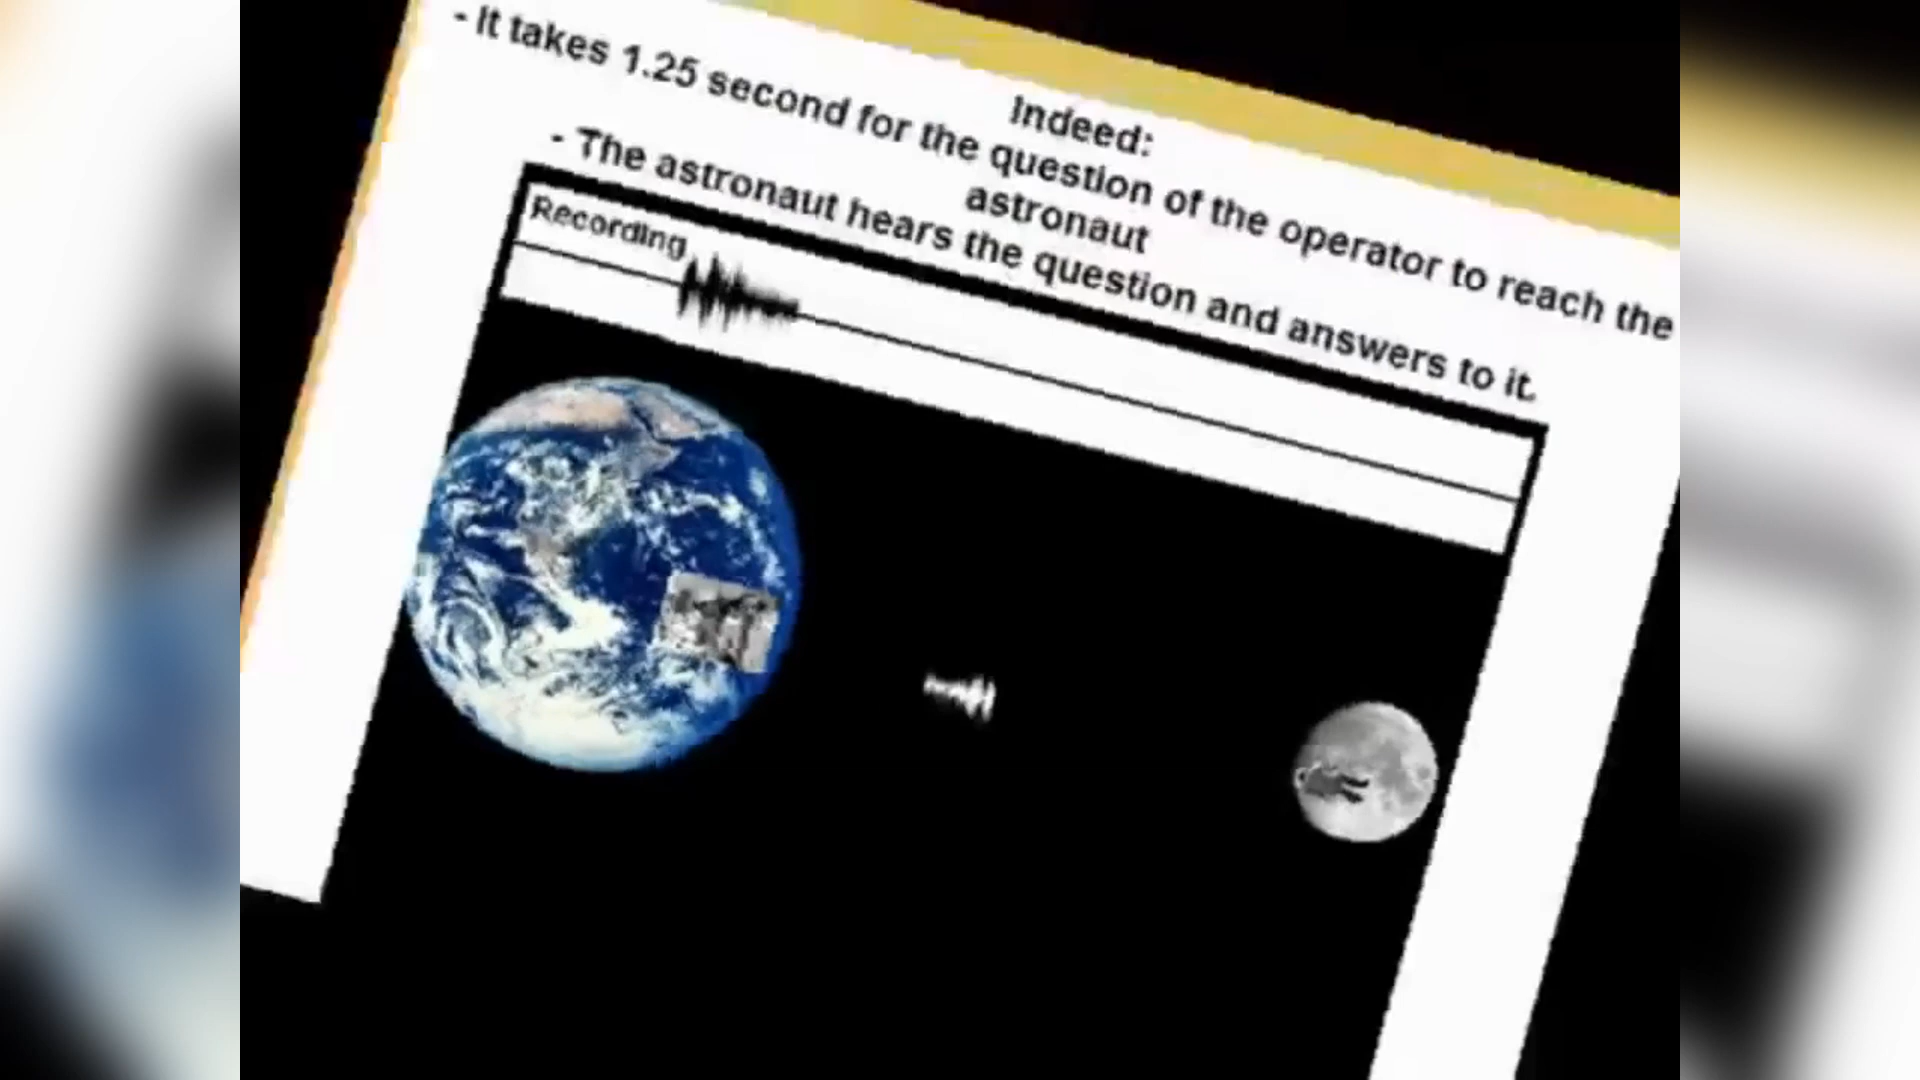 Indeed:
- It takes 1.25 second for the question of the operator to reach the
astronaut
- The astronaut hears the question and answers to it.
Recording